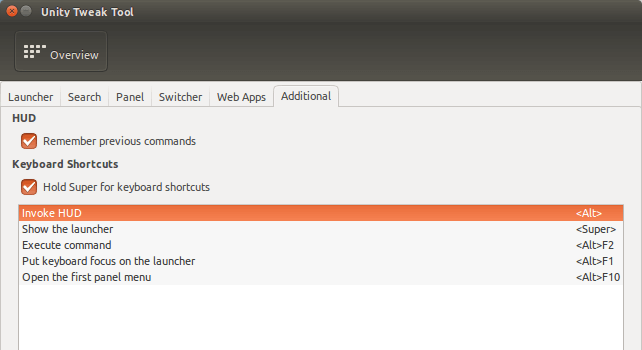 Unity Tweak Tool
Overview
Launcher Search Panel Switcher Web Apps Additional
HUD
Remember previous commands
Keyboard Shortcuts
Hold Super for keyboard shortcuts
Invoke HUD <Alt>
Show the launcher <Super>
Execute command <Alt>F2
Put keyboard focus on the launcher <Alt>F1
Open the first panel menu <Alt>F10